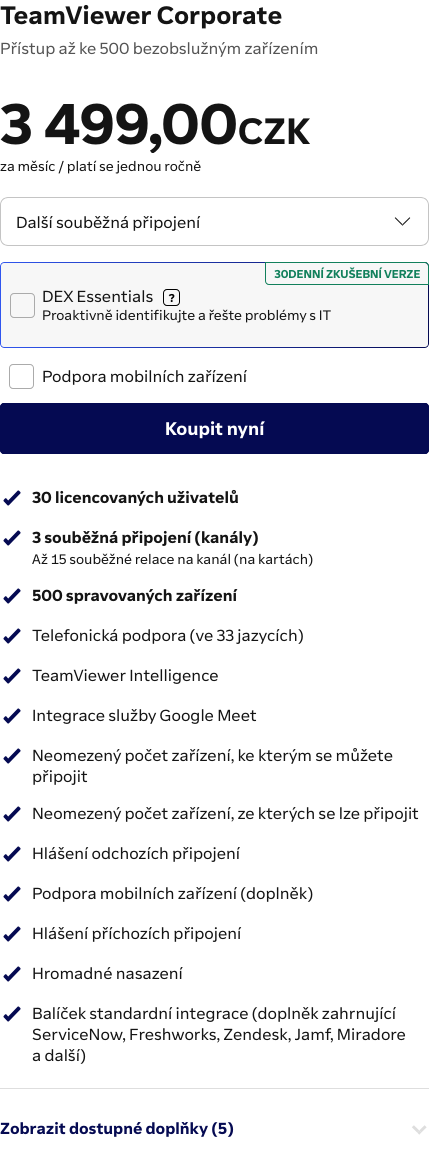 TeamViewer Corporate
Přístup až ke 500 bezobslužným zařízením
3 499,00CZK
za měsíc / platí se jednou ročně
Další souběžná připojení
30DENNÍ ZKUŠEBNÍ VERZE
DEX Essentials ?
Proaktivně identifikujte a řešte problémy s IT
Podpora mobilních zařízení
Koupit nyní
30 licencovaných uživatelů
3 souběžná připojení (kanály)
Až 15 souběžné relace na kanál (na kartách)
500 spravovaných zařízení
Telefonická podpora (ve 33 jazycích)
TeamViewer Intelligence
Integrace služby Google Meet
Neomezený počet zařízení, ke kterým se můžete
připojit
Neomezený počet zařízení, ze kterých se lze připojit
Hlášení odchozích připojení
Podpora mobilních zařízení (doplněk)
Hlášení příchozích připojení
Hromadné nasazení
Balíček standardní integrace (doplněk zahrnující
ServiceNow, Freshworks, Zendesk, Jamf, Miradore
a další)
Zobrazit dostupné doplňky (5)